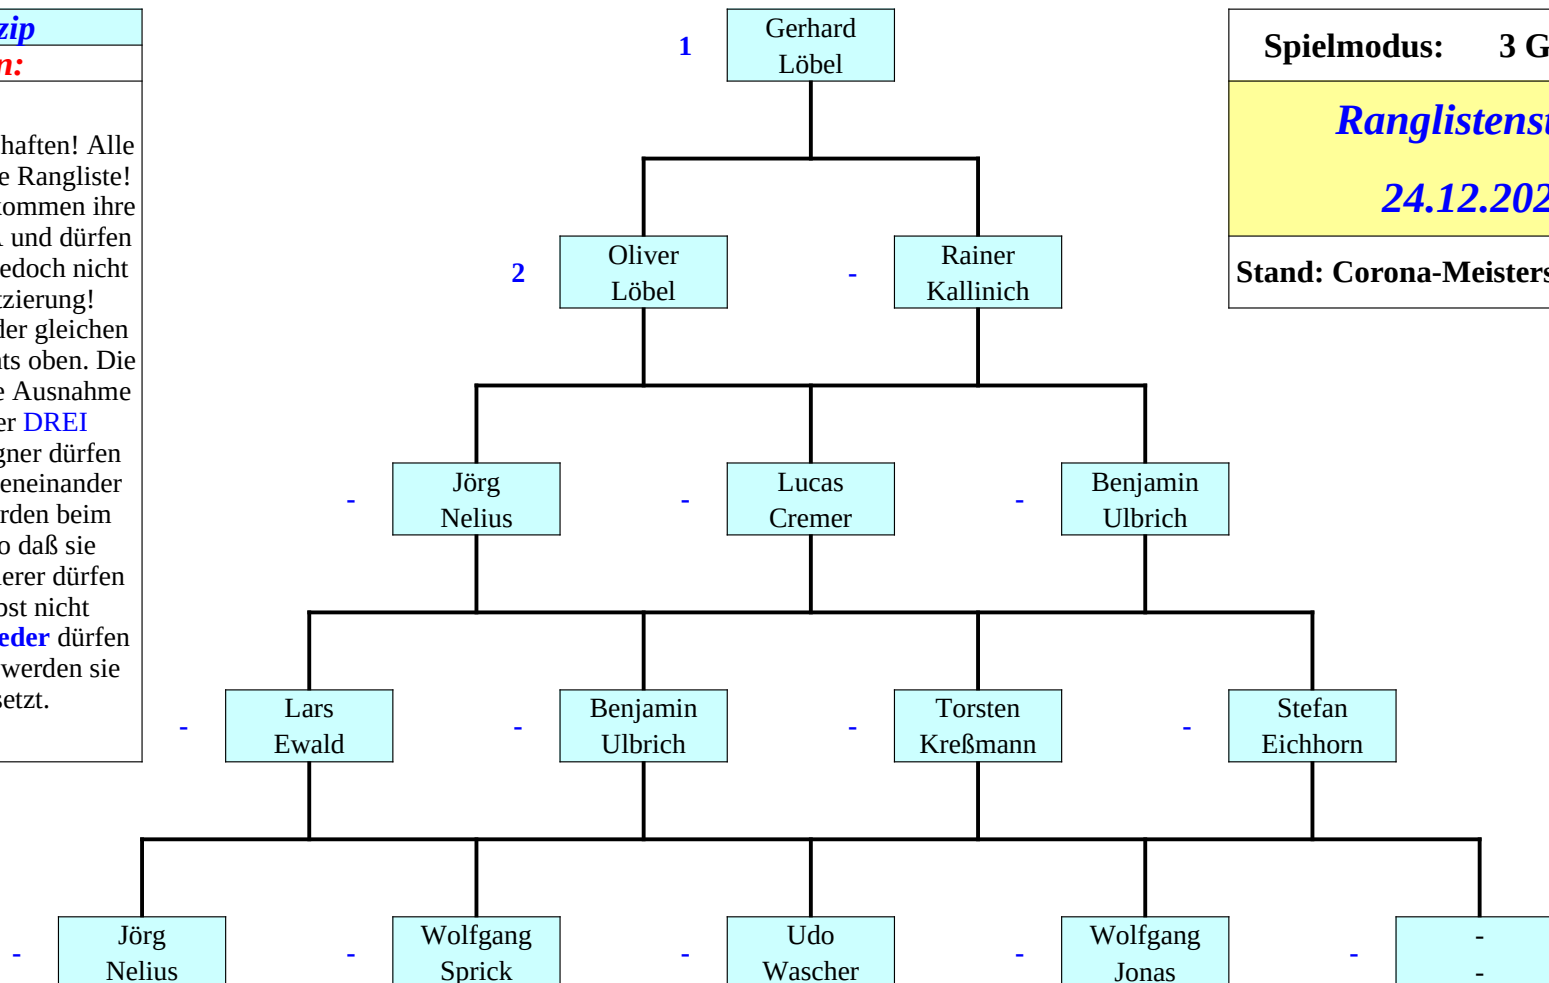 zip
n:
haften! Alle
e Rangliste!
kommen ihre
und dürfen
edoch nicht
tzierung!
der gleichen
ts oben. Die
e Ausnahme
er DREI
gner dürfen
eneinander
rden beim
o daß sie
erer dürfen
bst nicht
eder dürfen
werden sie
setzt.
1
Gerhard
Löbel
Spielmodus: 3 G
Ranglistenst
24.12.202
Stand: Corona-Meisters
2
Oliver
Löbel
-
Rainer
Kallinich
-
Jörg
Nelius
-
Lucas
Cremer
-
Benjamin
Ulbrich
-
Lars
Ewald
-
Benjamin
Ulbrich
-
Torsten
Kreßmann
-
Stefan
Eichhorn
-
Jörg
Nelius
-
Wolfgang
Sprick
-
Udo
Wascher
-
Wolfgang
Jonas
-
-
-